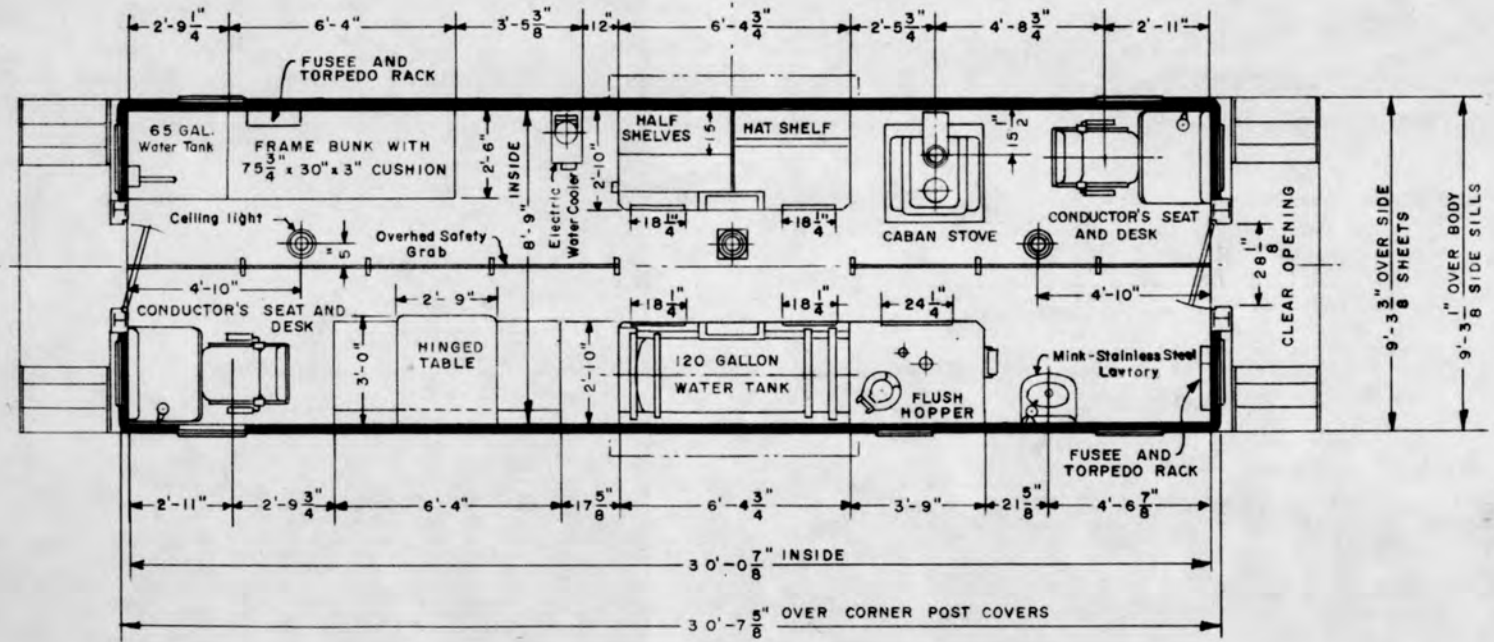 2'-9 1/4" 6'-4" 3'-5 3/8" 12" 6'-4 3/4" 2'-5 3/4" 4'-8 3/4" 2'-11"
FUSEE AND
TORPEDO RACK
65 GAL.
Water Tank
FRAME BUNK WITH
75 3/4" x 30" x 3" CUSHION
2'-6"
8'-9" INSIDE
Electric
Water Cooler
2'-10"
HALF
SHELVES
15"
HAT SHELF
15 1/2"
Ceiling light
5"
Overhed Safety
Grab
18 1/4"
18 1/4"
CABAN STOVE
CONDUCTOR'S SEAT
AND DESK
28 1/8"
CLEAR OPENING
9'-3 3/8" OVER SIDE
SHEETS
9'-3 1/8" OVER BODY
SIDE SILLS
4'-10"
4'-10"
CONDUCTOR'S SEAT AND
DESK
2'-9"
3'-0"
HINGED
TABLE
2'-10"
18 1/4"
18 1/4"
24 1/4"
120 GALLON
WATER TANK
FLUSH
HOPPER
Mink-Stainless Steel
Lavtory
FUSEE AND
TORPEDO RACK
2'-11" 2'-9 3/4" 6'-4" 17 5/8" 6'-4 3/4" 3'-9" 21 5/8" 4'-6 7/8"
30'-0 7/8" INSIDE
30'-7 5/8" OVER CORNER POST COVERS